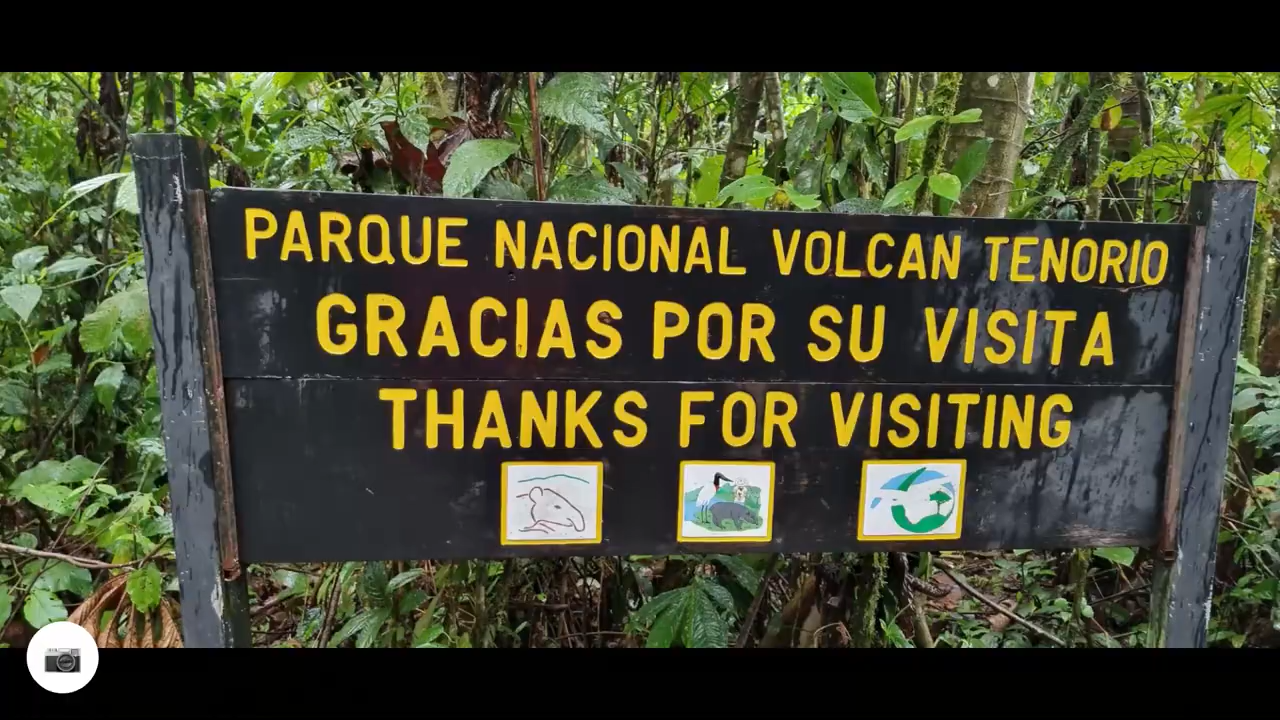 PARQUE NACIONAL VOLCAN TENORIO
GRACIAS POR SU VISITA
THANKS FOR VISITING